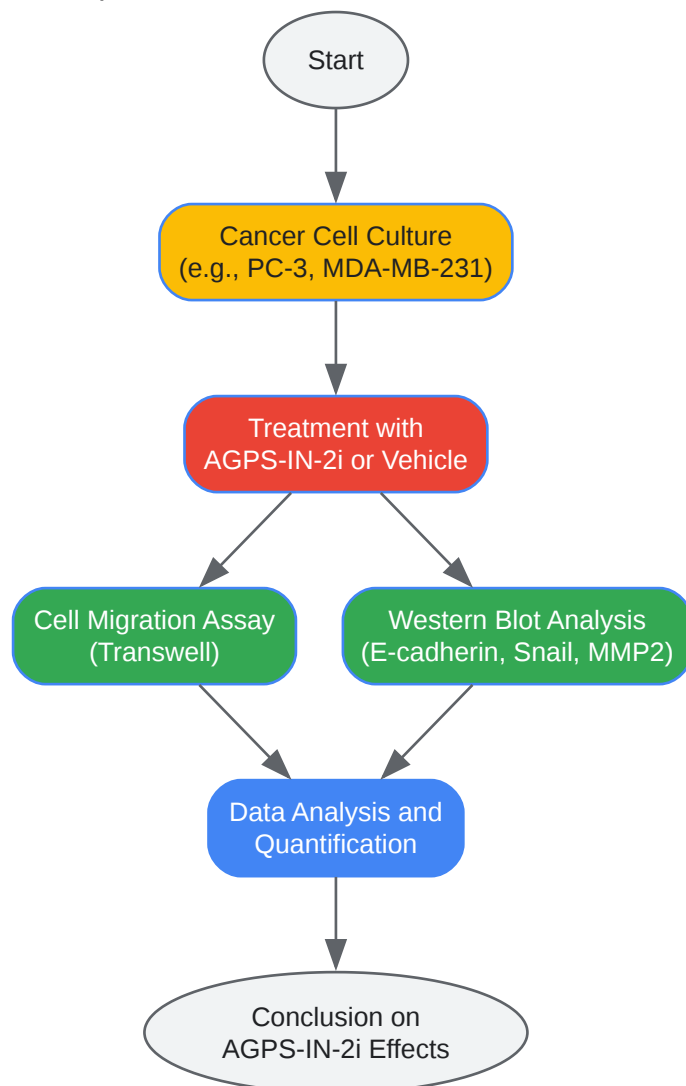 Start
Cancer Cell Culture
(e.g., PC-3, MDA-MB-231)
Treatment with
AGPS-IN-2i or Vehicle
Cell Migration Assay
(Transwell)
Western Blot Analysis
(E-cadherin, Snail, MMP2)
Data Analysis and
Quantification
Conclusion on
AGPS-IN-2i Effects